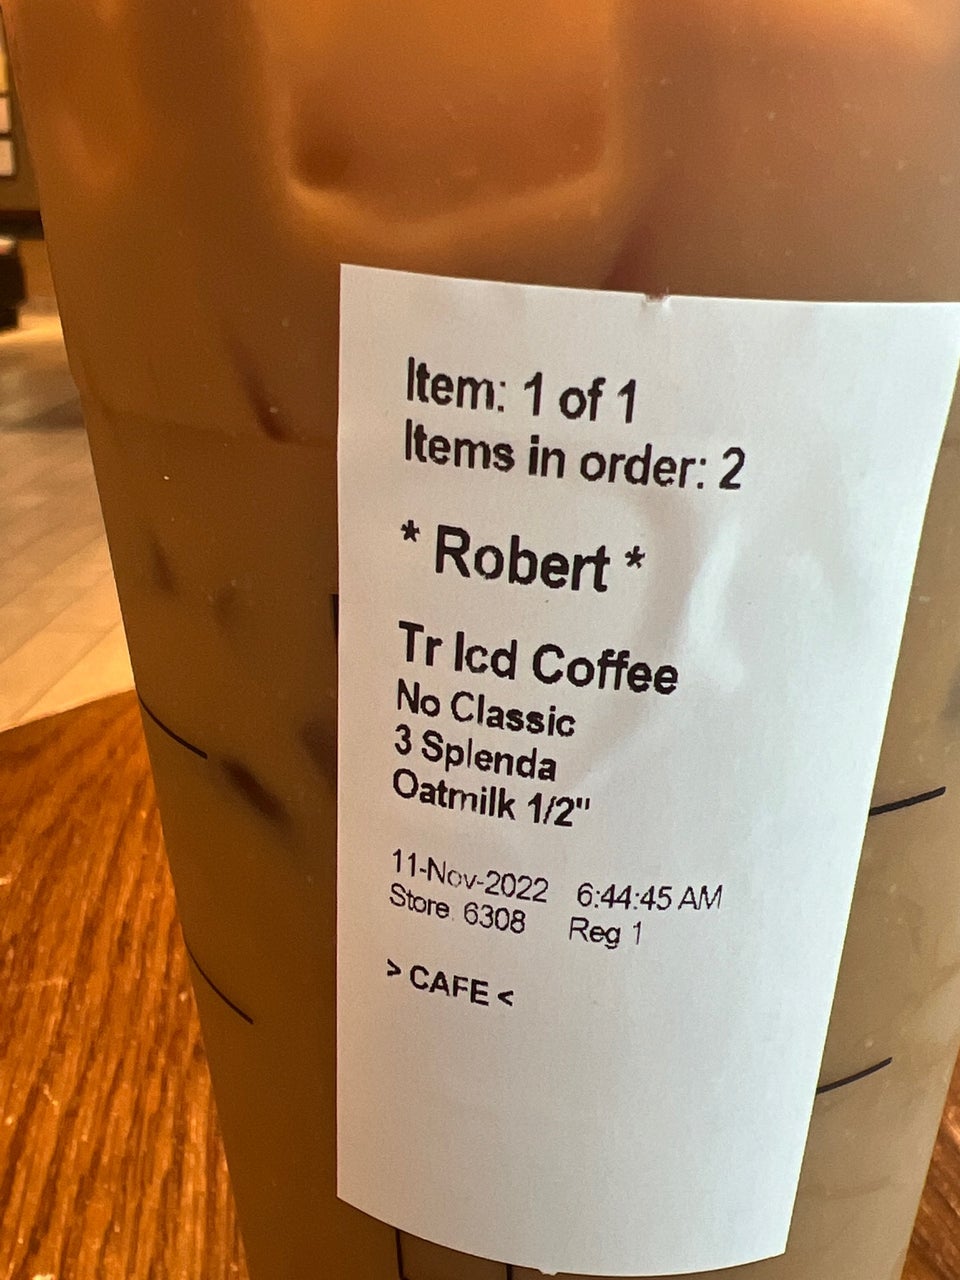 Item: 1 of 1
Items in order: 2
* Robert *
Tr Icd Coffee
No Classic
3 Splenda
Oatmilk 1/2"
11-Nov-2022 6:44:45 AM
Store: 6308 Reg 1
> CAFE <